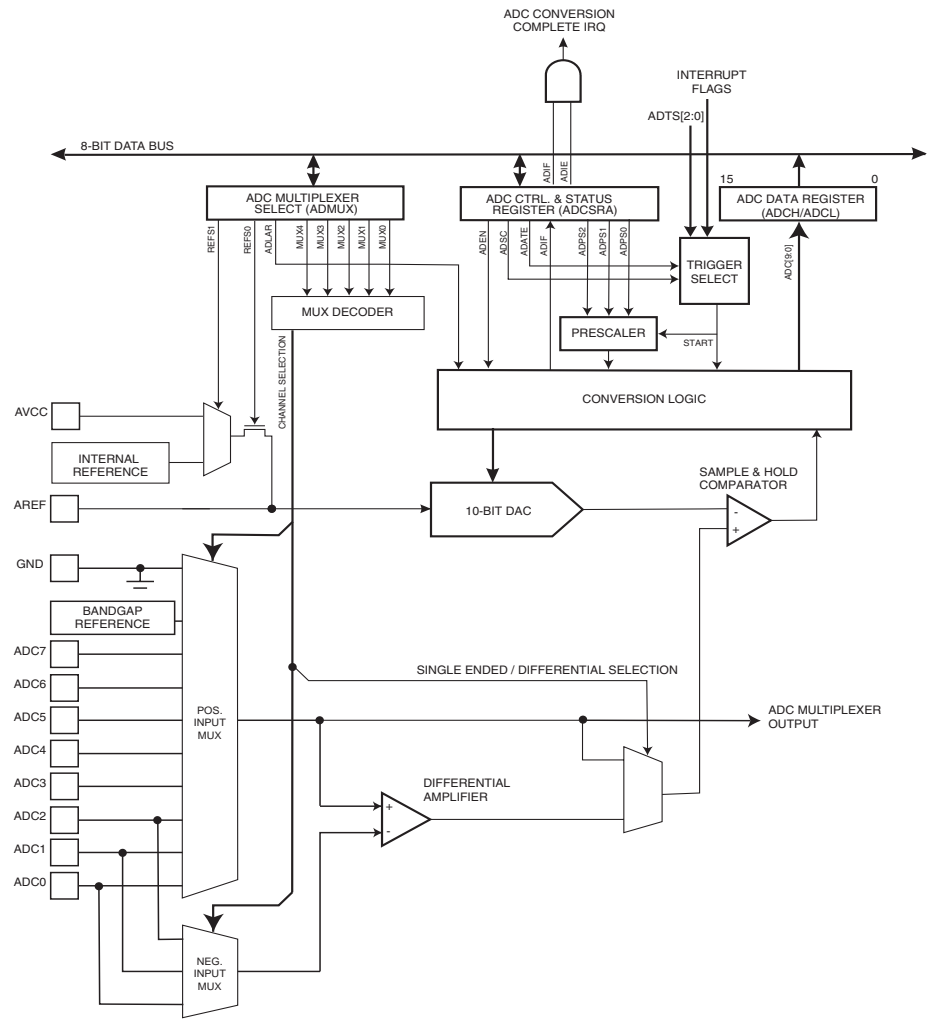 ADC CONVERSION
COMPLETE IRQ
INTERRUPT
FLAGS
ADTS[2:0]
8-BIT DATA BUS
ADIF
ADIE
15
0
ADC MULTIPLEXER
SELECT (ADMUX)
ADC CTRL. & STATUS
REGISTER (ADCSRA)
ADC DATA REGISTER
(ADCH/ADCL)
REFS1
REFS0
ADLAR
MUX4
MUX3
MUX2
MUX1
MUX0
ADEN
ADSC
ADATE
ADIF
ADPS2
ADPS1
ADPS0
TRIGGER
SELECT
ADC[9:0]
MUX DECODER
PRESCALER
START
CHANNEL SELECTION
CONVERSION LOGIC
AVCC
INTERNAL
REFERENCE
SAMPLE & HOLD
COMPARATOR
AREF
10-BIT DAC
-
+
GND
BANDGAP
REFERENCE
ADC7
SINGLE ENDED / DIFFERENTIAL SELECTION
ADC6
ADC5
POS.
INPUT
MUX
ADC MULTIPLEXER
OUTPUT
ADC4
ADC3
DIFFERENTIAL
AMPLIFIER
+
-
ADC2
ADC1
ADC0
NEG.
INPUT
MUX